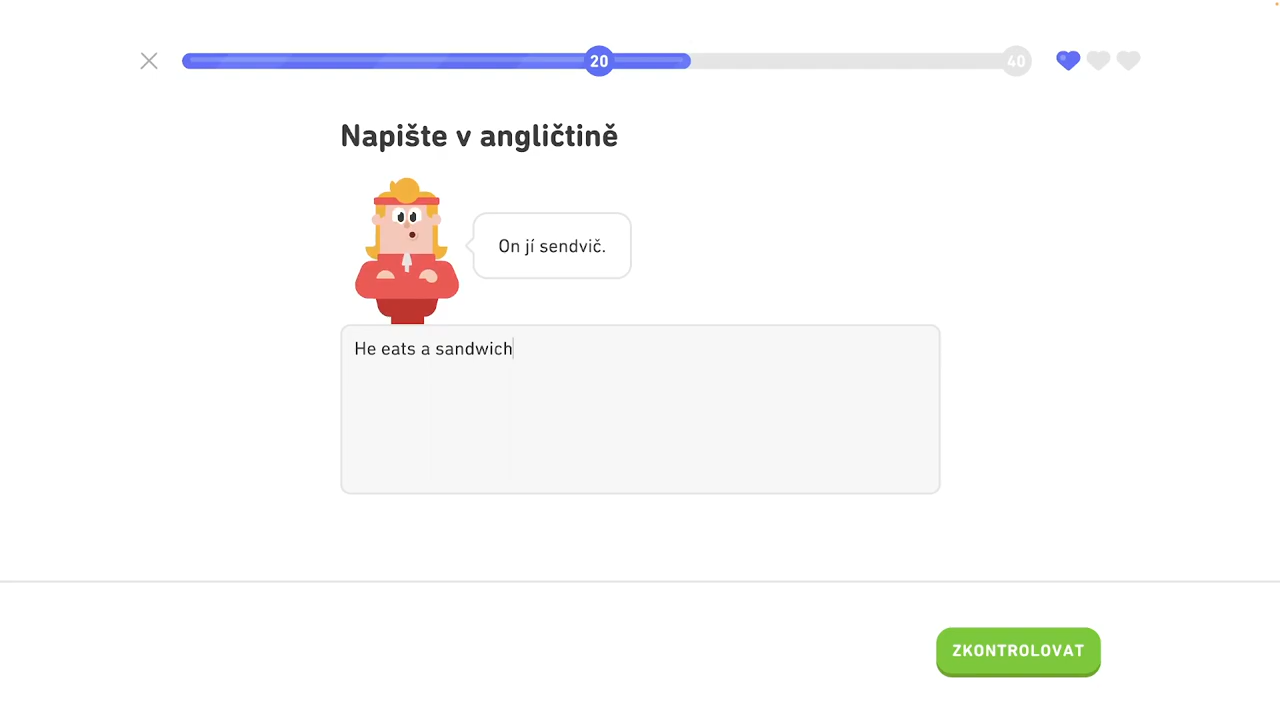 20
40
Napište v angličtině
On jí sendvič.
He eats a sandwich
ZKONTROLOVAT